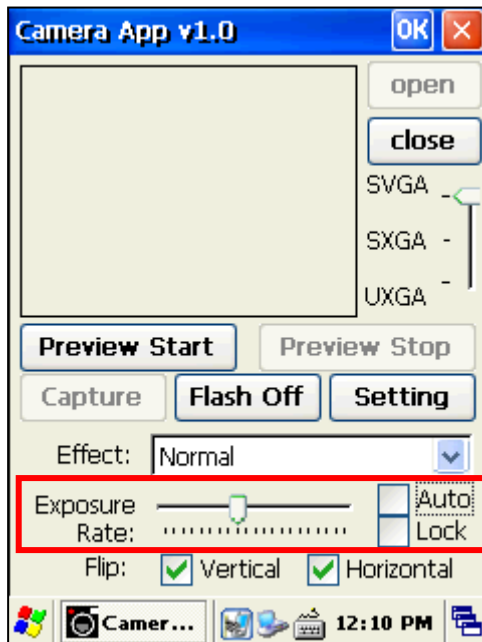 Camera App v1.0 OK
open
close
SVGA
SXGA
UXGA
Preview Start Preview Stop
Capture Flash Off Setting
Effect: Normal
Exposure Auto
Rate: Lock
Flip: Vertical Horizontal
Camer... 12:10 PM